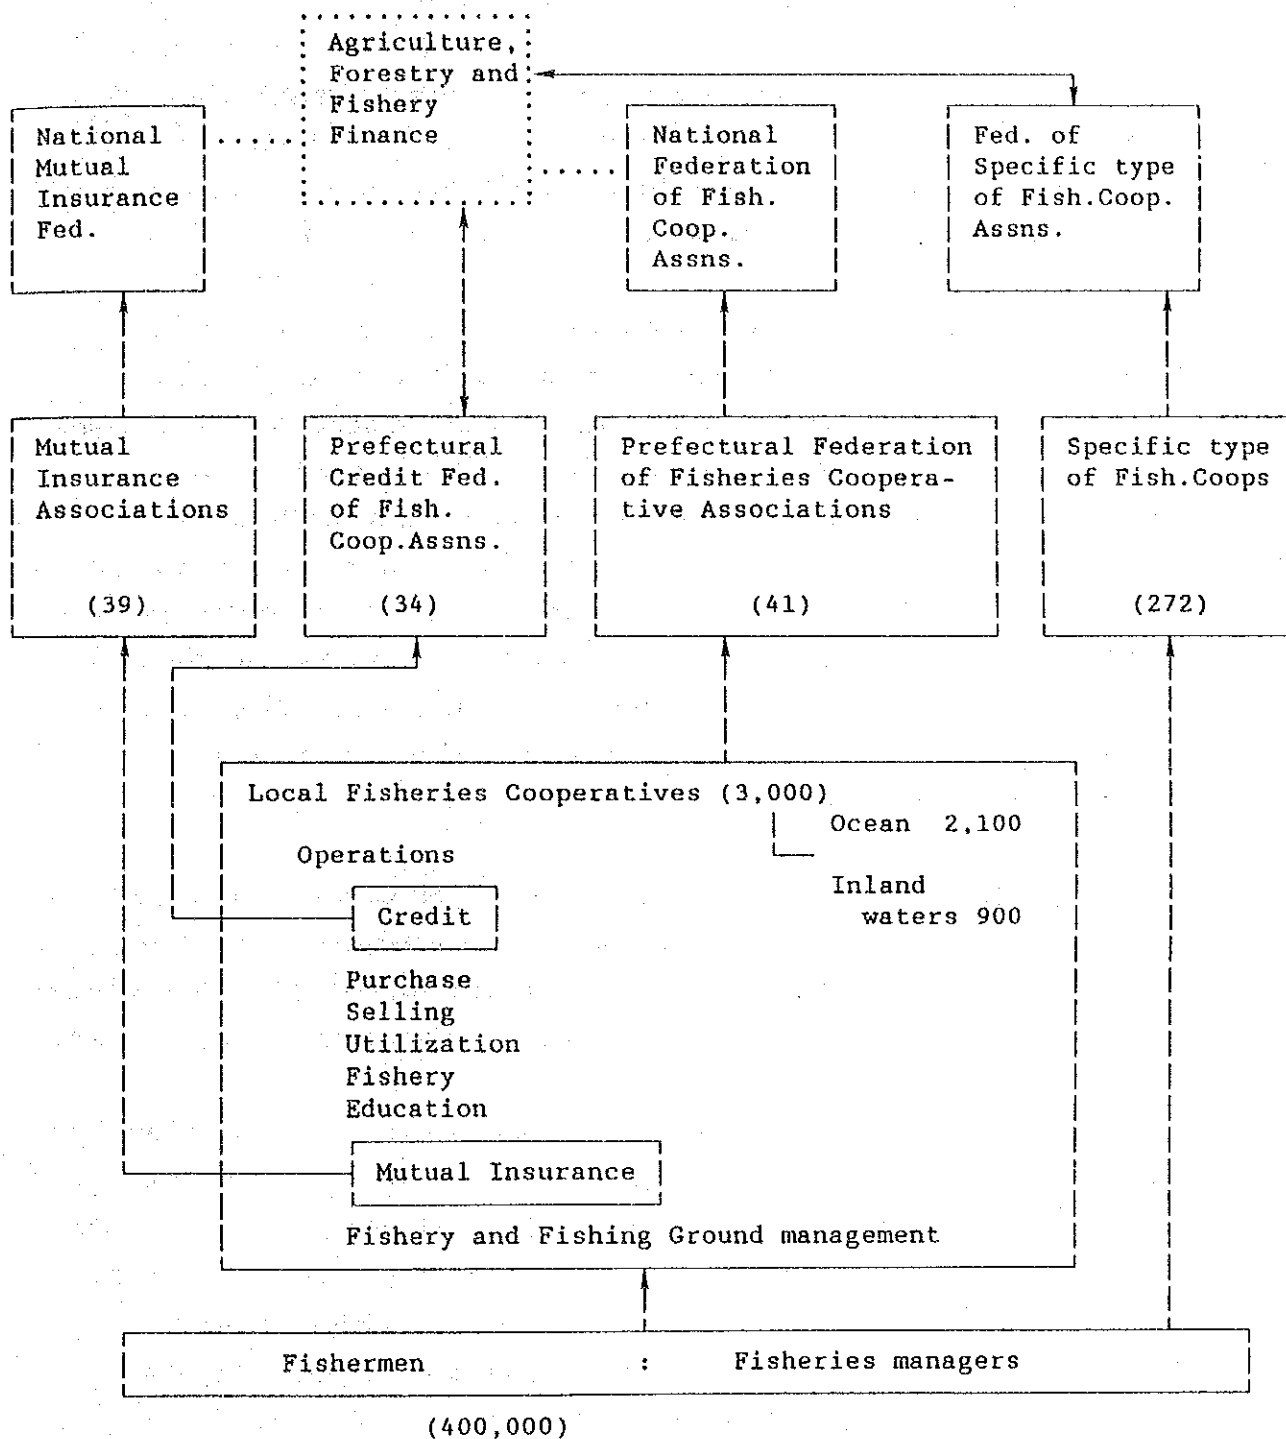 Agriculture,
Forestry and
Fishery
Finance
National
Mutual
Insurance
Fed.
National
Federation
of Fish.
Coop.
Assns.
Fed. of
Specific type
of Fish.Coop.
Assns.
Mutual
Insurance
Associations
(39)
Prefectural
Credit Fed.
of Fish.
Coop.Assns.
(34)
Prefectural Federation
of Fisheries Coopera-
tive Associations
(41)
Specific type
of Fish.Coops
(272)
Local Fisheries Cooperatives (3,000)
Ocean 2,100
Operations
Inland
waters 900
Credit
Purchase
Selling
Utilization
Fishery
Education
Mutual Insurance
Fishery and Fishing Ground management
Fishermen : Fisheries managers
(400,000)